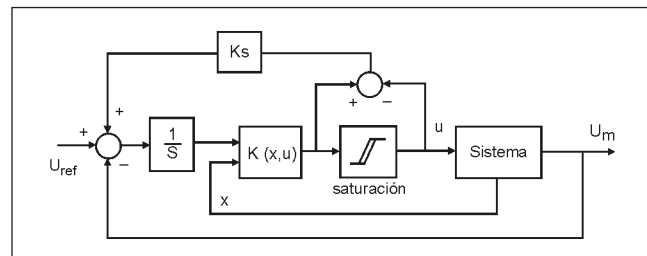 Ks
+
+
−
+
U_ref
−
1/S
K (x,u)
saturación
u
Sistema
U_m
x